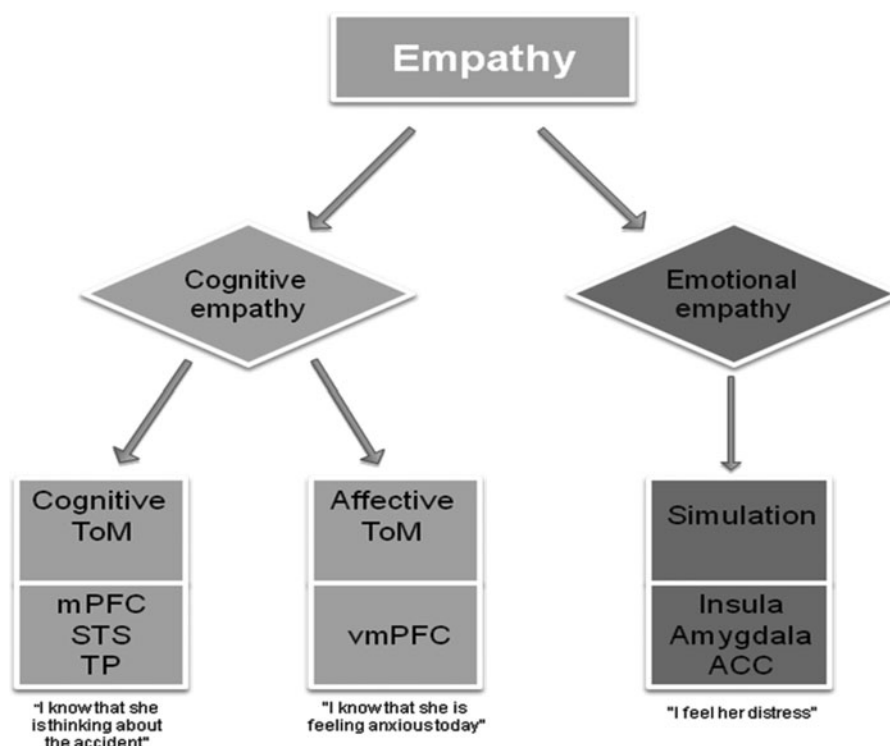 Empathy
Cognitive
empathy
Emotional
empathy
Cognitive
ToM
Affective
ToM
Simulation
mPFC
STS
TP
vmPFC
Insula
Amygdala
ACC
"I know that she
is thinking about
the accident"
"I know that she is
feeling anxious today"
"I feel her distress"